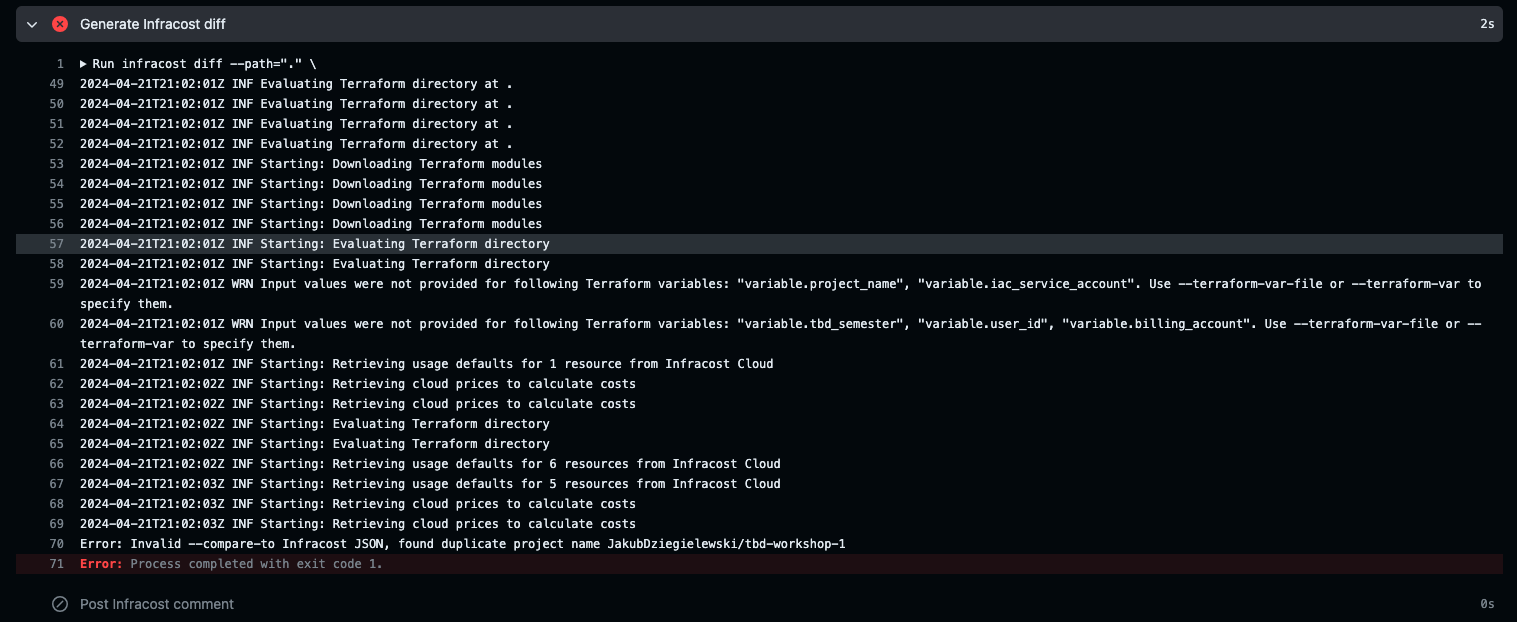 Generate Infracost diff 2s
1 Run infracost diff --path="." \
49 2024-04-21T21:02:01Z INF Evaluating Terraform directory at .
50 2024-04-21T21:02:01Z INF Evaluating Terraform directory at .
51 2024-04-21T21:02:01Z INF Evaluating Terraform directory at .
52 2024-04-21T21:02:01Z INF Evaluating Terraform directory at .
53 2024-04-21T21:02:01Z INF Starting: Downloading Terraform modules
54 2024-04-21T21:02:01Z INF Starting: Downloading Terraform modules
55 2024-04-21T21:02:01Z INF Starting: Downloading Terraform modules
56 2024-04-21T21:02:01Z INF Starting: Downloading Terraform modules
57 2024-04-21T21:02:01Z INF Starting: Evaluating Terraform directory
58 2024-04-21T21:02:01Z INF Starting: Evaluating Terraform directory
59 2024-04-21T21:02:01Z WRN Input values were not provided for following Terraform variables: "variable.project_name", "variable.iac_service_account". Use --terraform-var-file or --terraform-var to
specify them.
60 2024-04-21T21:02:01Z WRN Input values were not provided for following Terraform variables: "variable.tbd_semester", "variable.user_id", "variable.billing_account". Use --terraform-var-file or --
terraform-var to specify them.
61 2024-04-21T21:02:01Z INF Starting: Retrieving usage defaults for 1 resource from Infracost Cloud
62 2024-04-21T21:02:02Z INF Starting: Retrieving cloud prices to calculate costs
63 2024-04-21T21:02:02Z INF Starting: Retrieving cloud prices to calculate costs
64 2024-04-21T21:02:02Z INF Starting: Evaluating Terraform directory
65 2024-04-21T21:02:02Z INF Starting: Evaluating Terraform directory
66 2024-04-21T21:02:02Z INF Starting: Retrieving usage defaults for 6 resources from Infracost Cloud
67 2024-04-21T21:02:03Z INF Starting: Retrieving usage defaults for 5 resources from Infracost Cloud
68 2024-04-21T21:02:03Z INF Starting: Retrieving cloud prices to calculate costs
69 2024-04-21T21:02:03Z INF Starting: Retrieving cloud prices to calculate costs
70 Error: Invalid --compare-to Infracost JSON, found duplicate project name JakubDziegielewski/tbd-workshop-1
71 Error: Process completed with exit code 1.
Post Infracost comment 0s